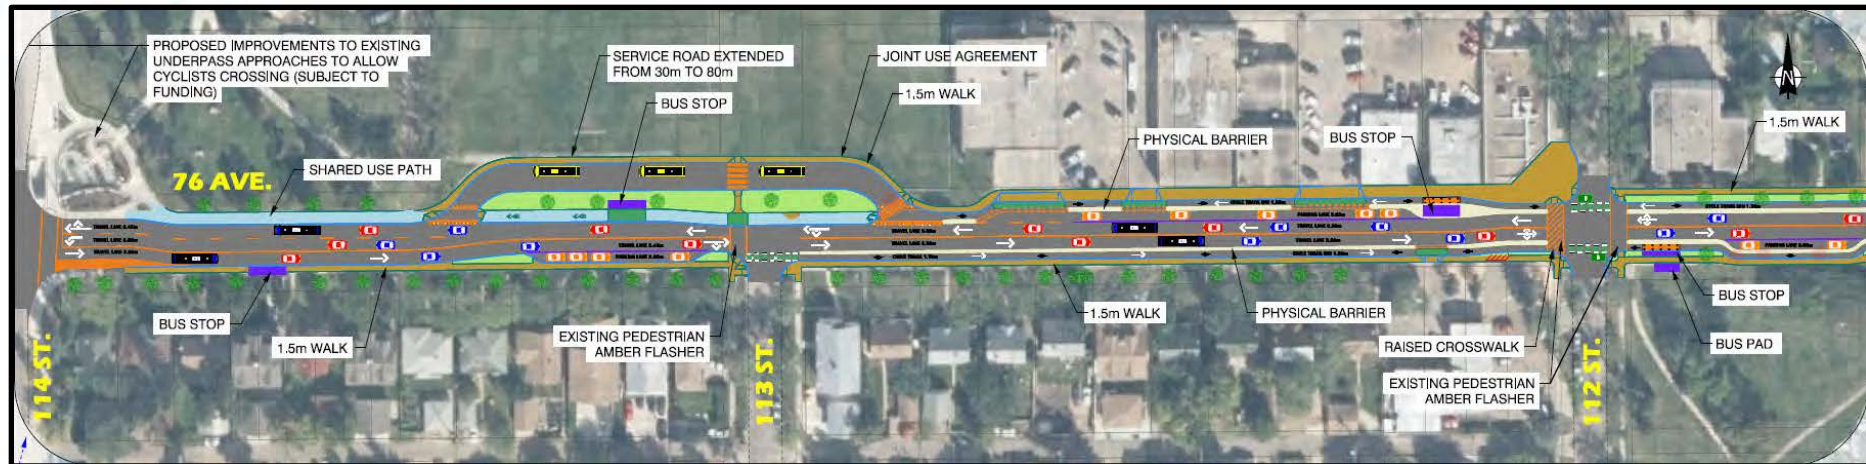 PROPOSED IMPROVEMENTS TO EXISTING
UNDERPASS APPROACHES TO ALLOW
CYCLISTS CROSSING (SUBJECT TO
FUNDING)
SERVICE ROAD EXTENDED
FROM 30m TO 80m
BUS STOP
JOINT USE AGREEMENT
1.5m WALK
PHYSICAL BARRIER
BUS STOP
N
1.5m WALK
76 AVE.
SHARED USE PATH
BUS STOP
1.5m WALK
EXISTING PEDESTRIAN
AMBER FLASHER
1.5m WALK
PHYSICAL BARRIER
RAISED CROSSWALK
EXISTING PEDESTRIAN
AMBER FLASHER
BUS STOP
BUS PAD
114 ST.
113 ST.
112 ST.